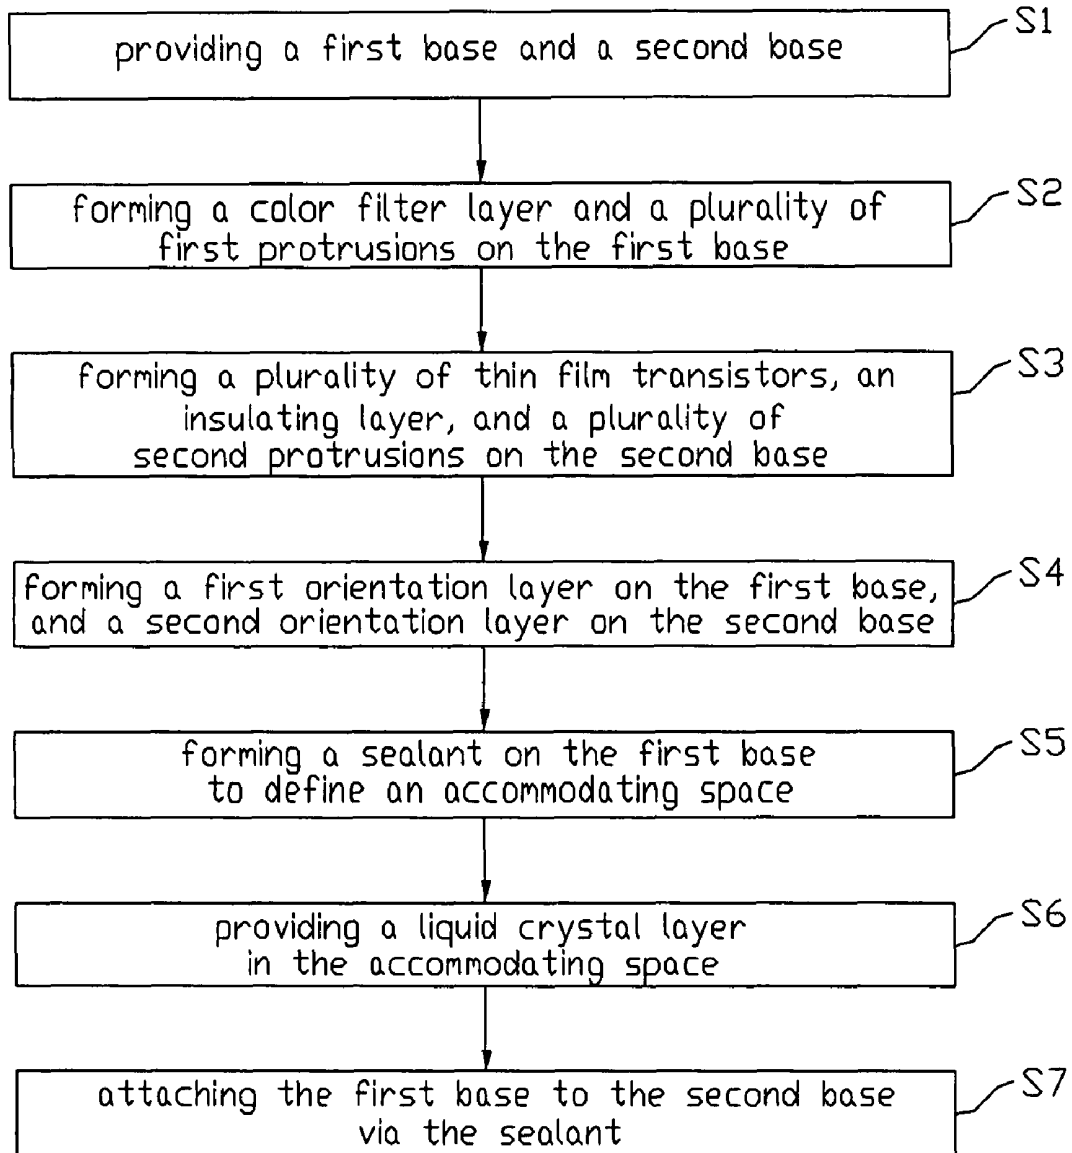 providing a first base and a second base
S1
forming a color filter layer and a plurality of
first protrusions on the first base
S2
forming a plurality of thin film transistors, an
insulating layer, and a plurality of
second protrusions on the second base
S3
forming a first orientation layer on the first base,
and a second orientation layer on the second base
S4
forming a sealant on the first base
to define an accommodating space
S5
providing a liquid crystal layer
in the accommodating space
S6
attaching the first base to the second base
via the sealant
S7